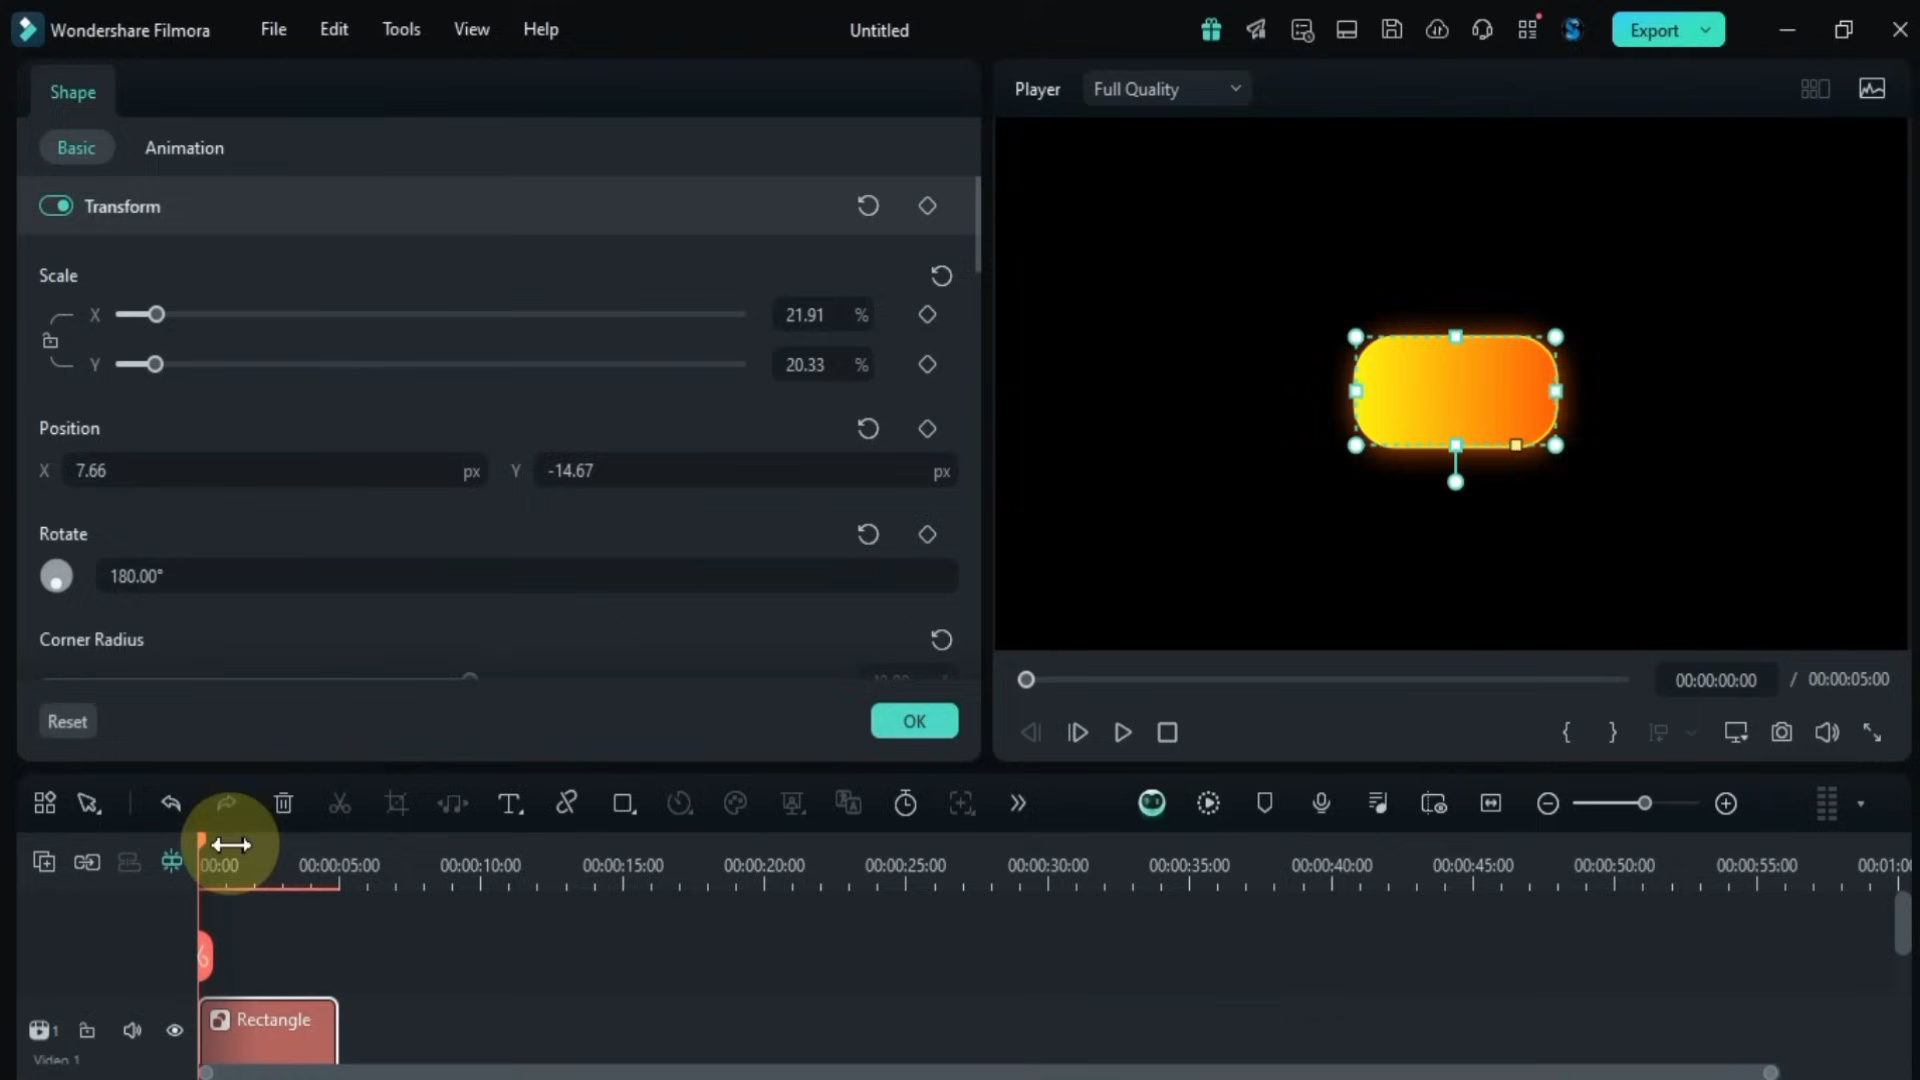 Wondershare Filmora File Edit Tools View Help Untitled Export
Shape
Player Full Quality
Basic Animation
Transform
Scale
X 21.91 %
Y 20.33 %
Position
X 7.66 px Y -14.67 px
Rotate
180.00°
Corner Radius
00:00:00:00 / 00:00:05:00
Reset OK
00:00 00:00:05:00 00:00:10:00 00:00:15:00 00:00:20:00 00:00:25:00 00:00:30:00 00:00:35:00 00:00:40:00 00:00:45:00 00:00:50:00 00:00:55:00 00:01:0
Rectangle
1
Video 1